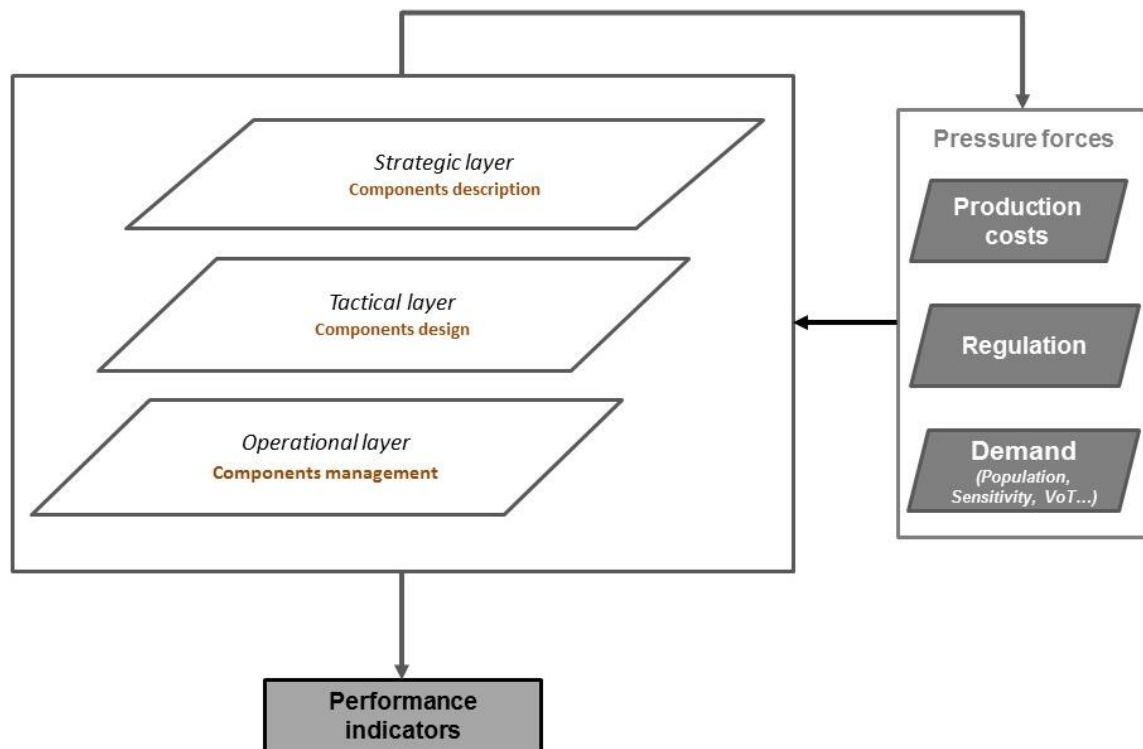 Strategic layer
Components description
Tactical layer
Components design
Operational layer
Components management
Pressure forces
Production
costs
Regulation
Demand
(Population,
Sensitivity, VoT...)
Performance
indicators